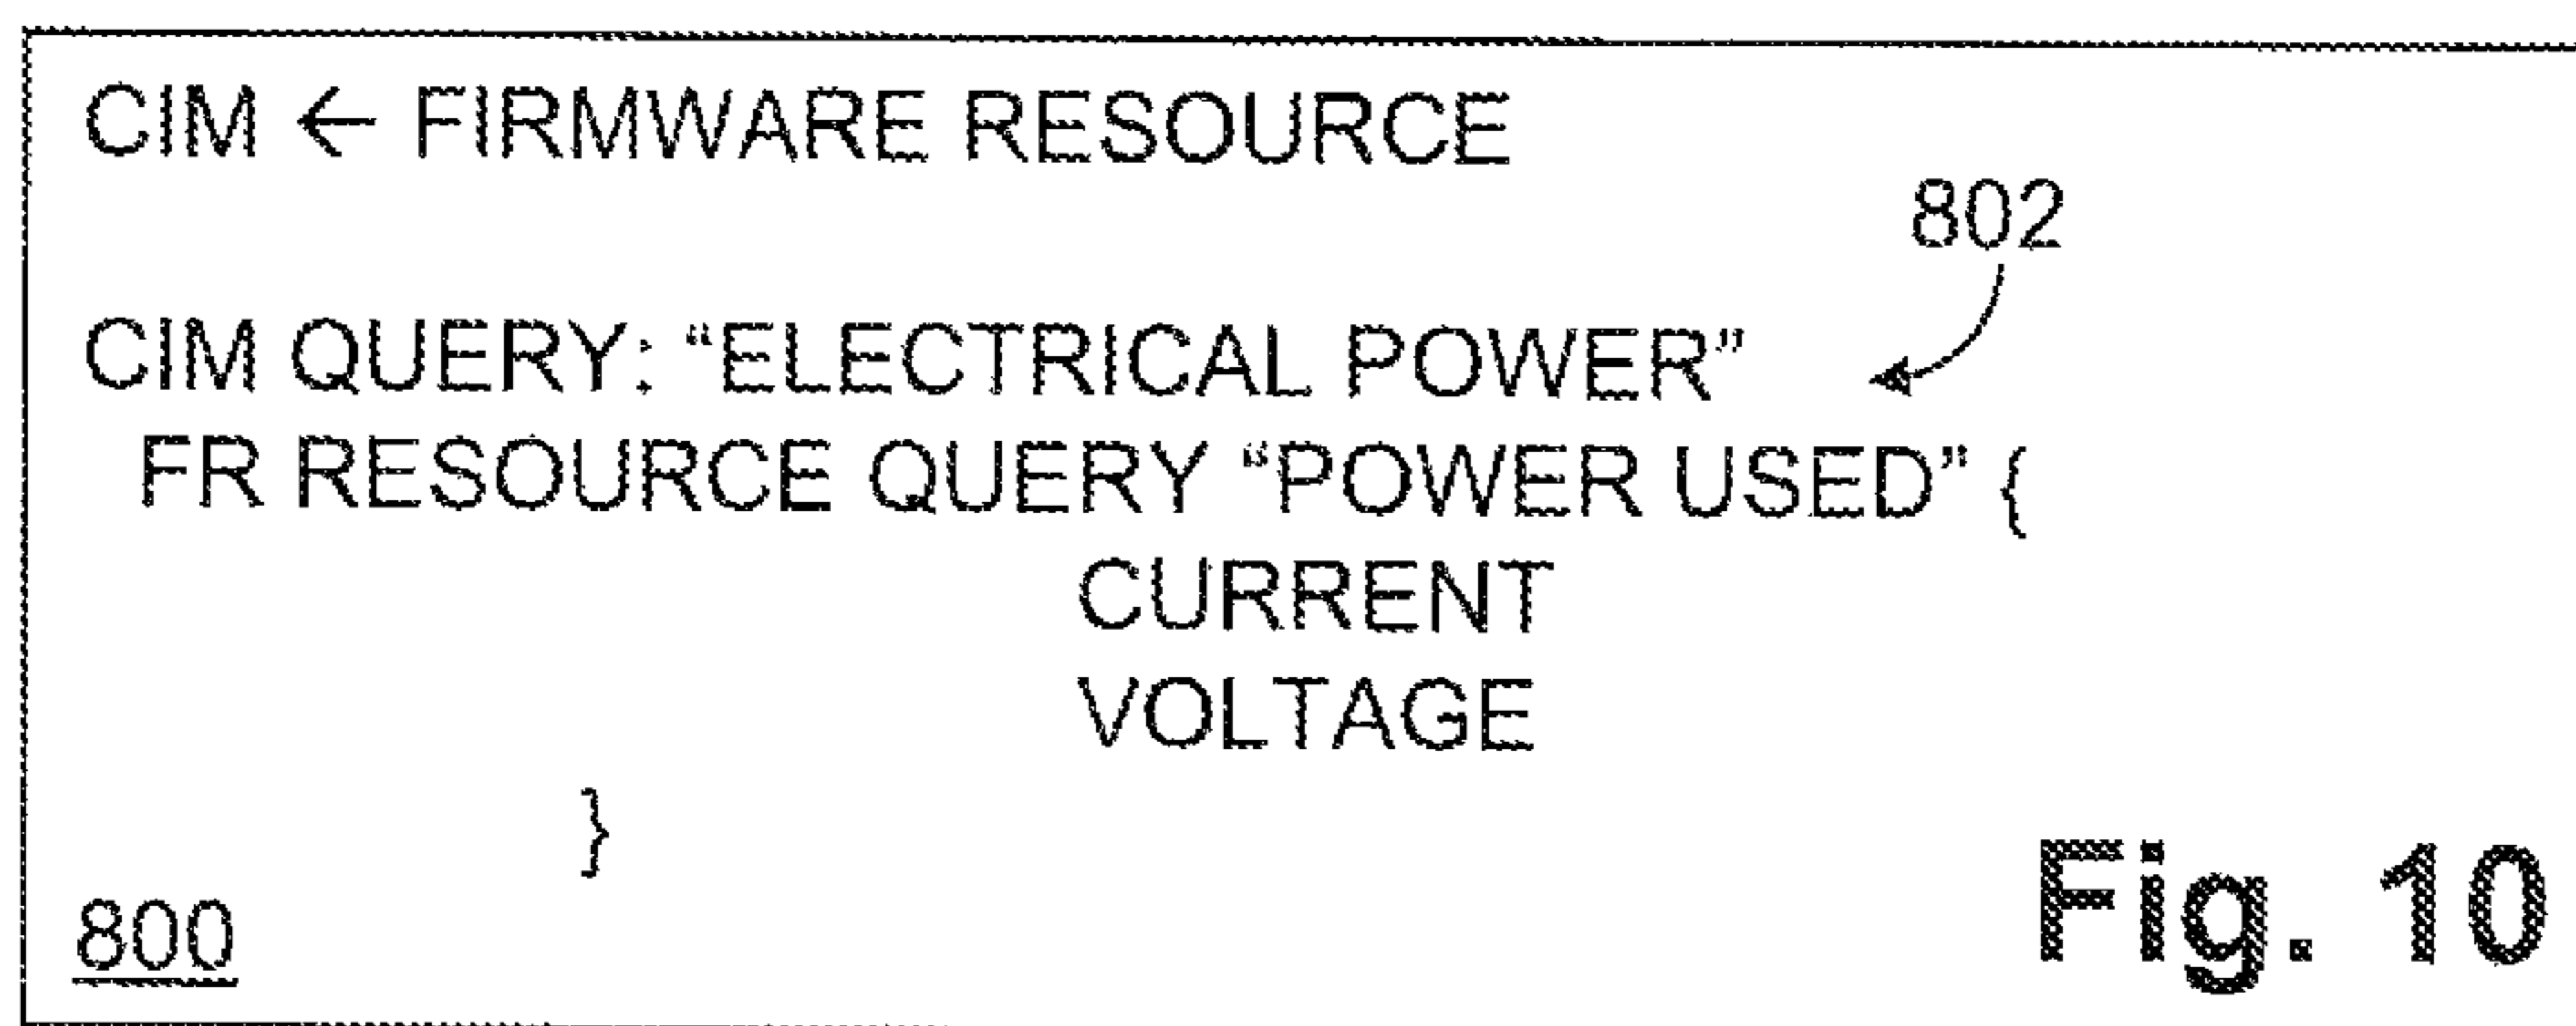 CIM ← FIRMWARE RESOURCE
802
CIM QUERY: “ELECTRICAL POWER”
FR RESOURCE QUERY “POWER USED” {
CURRENT
VOLTAGE
}
800
Fig. 10